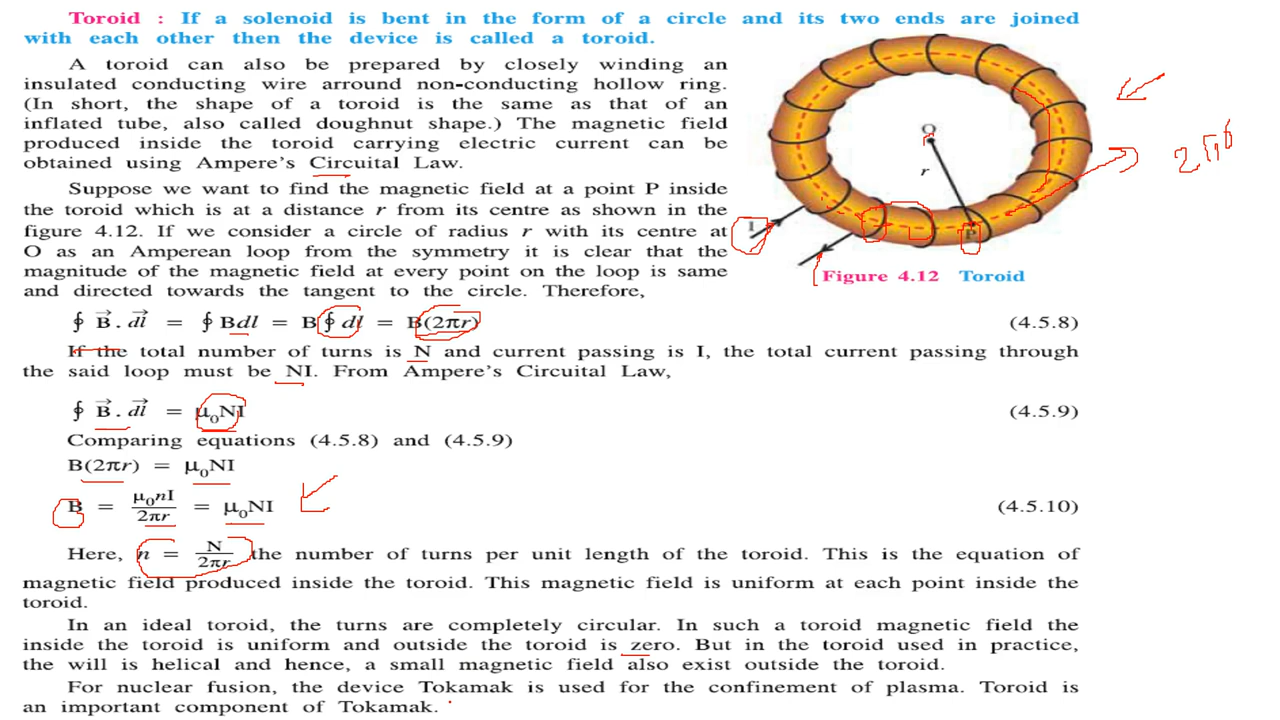 Toroid : If a solenoid is bent in the form of a circle and its two ends are joined
with each other then the device is called a toroid.
A toroid can also be prepared by closely winding an
insulated conducting wire arround non-conducting hollow ring.
(In short, the shape of a toroid is the same as that of an
inflated tube, also called doughnut shape.) The magnetic field
produced inside the toroid carrying electric current can be
obtained using Ampere's Circuital Law.
Suppose we want to find the magnetic field at a point P inside
the toroid which is at a distance r from its centre as shown in the
figure 4.12. If we consider a circle of radius r with its centre at
O as an Amperean loop from the symmetry it is clear that the
magnitude of the magnetic field at every point on the loop is same
and directed towards the tangent to the circle. Therefore,
O
r
I
P
2π
Figure 4.12 Toroid
∮ B⃗ . dl⃗ = ∮ Bdl = B ∮ dl = B(2πr) (4.5.8)
If the total number of turns is N and current passing is I, the total current passing through
the said loop must be NI. From Ampere's Circuital Law,
∮ B⃗ . dl⃗ = μ₀NI (4.5.9)
Comparing equations (4.5.8) and (4.5.9)
B(2πr) = μ₀NI
B = μ₀nI / 2πr = μ₀NI (4.5.10)
Here, n = N / 2πr the number of turns per unit length of the toroid. This is the equation of
magnetic field produced inside the toroid. This magnetic field is uniform at each point inside the
toroid.
In an ideal toroid, the turns are completely circular. In such a toroid magnetic field the
inside the toroid is uniform and outside the toroid is zero. But in the toroid used in practice,
the will is helical and hence, a small magnetic field also exist outside the toroid.
For nuclear fusion, the device Tokamak is used for the confinement of plasma. Toroid is
an important component of Tokamak.